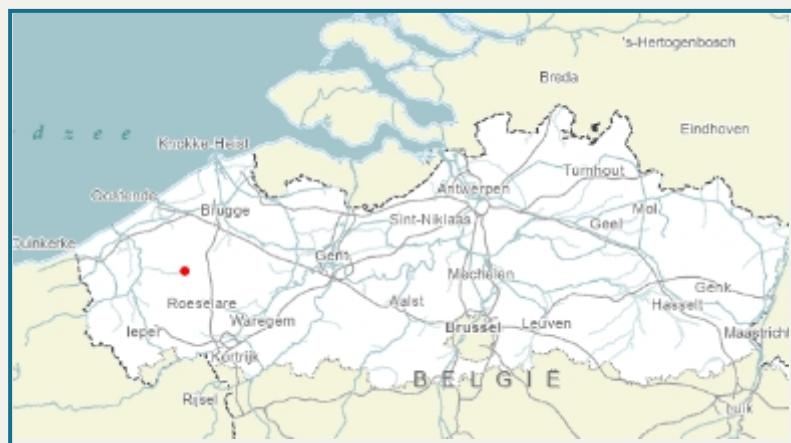 's-Hertogenbosch
Breda
d z e e
Eindhoven
Knokke-Heist
Turnhout
Antwerpen
Oostende
Mol
Brugge
Sint-Niklaas
Geel
Duinkerke
Gent
Mechelen
Genk
Roeselare
Aalst
Hasselt
Waregem
Brussel
Leuven
Ieper
Maastricht
Kortrijk
BELGIË
Rijsel
Luik